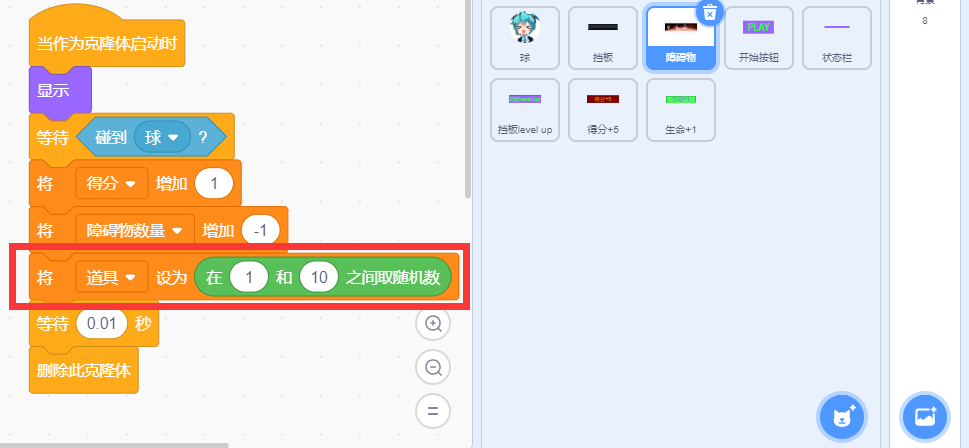 当作为克隆体启动时
显示
等待 碰到 球 ?
将 得分 增加 1
将 障碍物数量 增加 -1
将 道具 设为 在 1 和 10 之间取随机数
等待 0.01 秒
删除此克隆体
球
挡板
障碍物
PLAY
开始按钮
状态栏
挡板level up
得分+5
得分+5
生命+1
背景
8